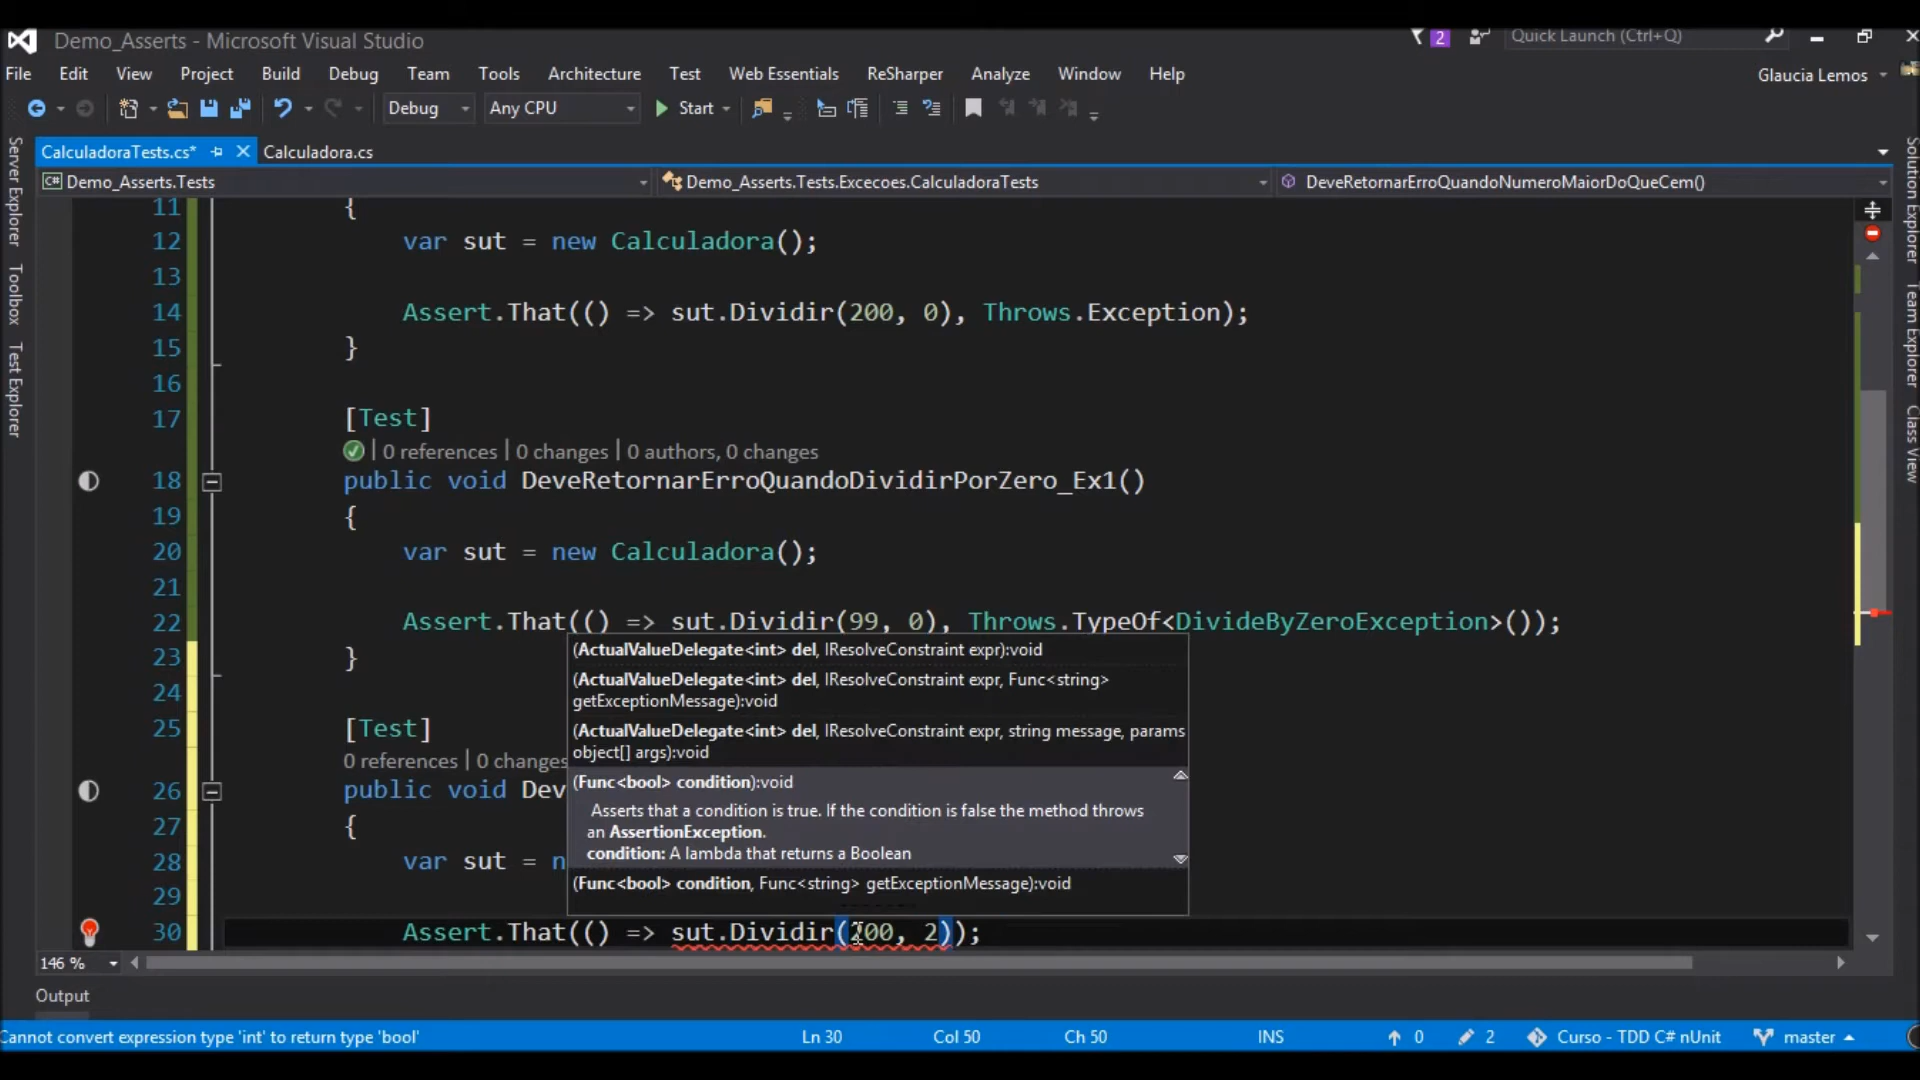 Demo_Asserts - Microsoft Visual Studio
2
Quick Launch (Ctrl+Q)
File Edit View Project Build Debug Team Tools Architecture Test Web Essentials ReSharper Analyze Window Help
Glaucia Lemos
Debug
Any CPU
Start
CalculadoraTests.cs*
Calculadora.cs
C# Demo_Asserts.Tests
Demo_Asserts.Tests.Excecoes.CalculadoraTests
DeveRetornarErroQuandoNumeroMaiorDoQueCem()
Server Explorer
Toolbox
Test Explorer
Solution Explorer
Team Explorer
Class View
11 {
12 var sut = new Calculadora();
13
14 Assert.That(() => sut.Dividir(200, 0), Throws.Exception);
15 }
16
17 [Test]
0 references | 0 changes | 0 authors, 0 changes
18 public void DeveRetornarErroQuandoDividirPorZero_Ex1()
19 {
20 var sut = new Calculadora();
21
22 Assert.That(() => sut.Dividir(99, 0), Throws.TypeOf<DivideByZeroException>());
23 }
24
25 [Test]
0 references | 0 changes
26 public void Dev
27 {
28 var sut = n
29
30 Assert.That(() => sut.Dividir(200, 2));
(ActualValueDelegate<int> del, IResolveConstraint expr):void
(ActualValueDelegate<int> del, IResolveConstraint expr, Func<string>
getExceptionMessage):void
(ActualValueDelegate<int> del, IResolveConstraint expr, string message, params
object[] args):void
(Func<bool> condition):void
Asserts that a condition is true. If the condition is false the method throws
an AssertionException.
condition: A lambda that returns a Boolean
(Func<bool> condition, Func<string> getExceptionMessage):void
146 %
Output
Cannot convert expression type 'int' to return type 'bool'
Ln 30
Col 50
Ch 50
INS
0
2
Curso - TDD C# nUnit
master